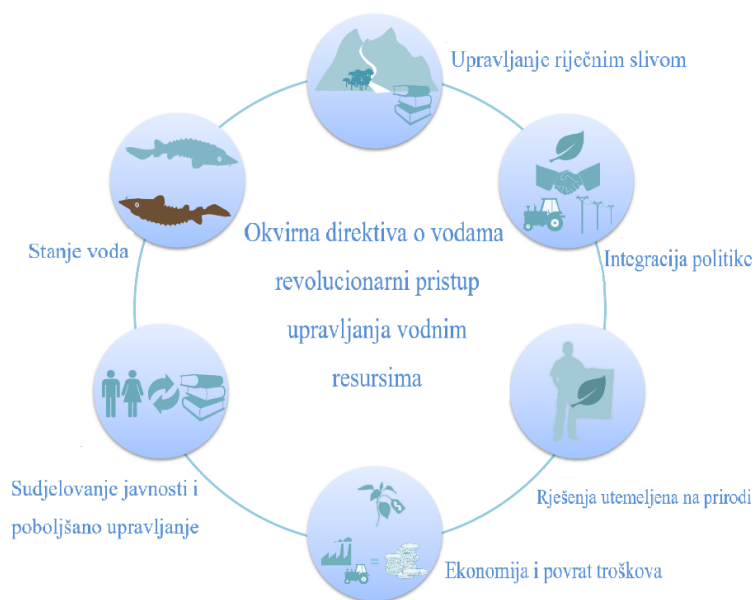 Upravljanje riječnim slivom
Integracija politike
Rješenja utemeljena na prirodi
Ekonomija i povrat troškova
Sudjelovanje javnosti i
poboljšano upravljanje
Stanje voda
Okvirna direktiva o vodama
revolucionarni pristup
upravljanja vodnim
resursima